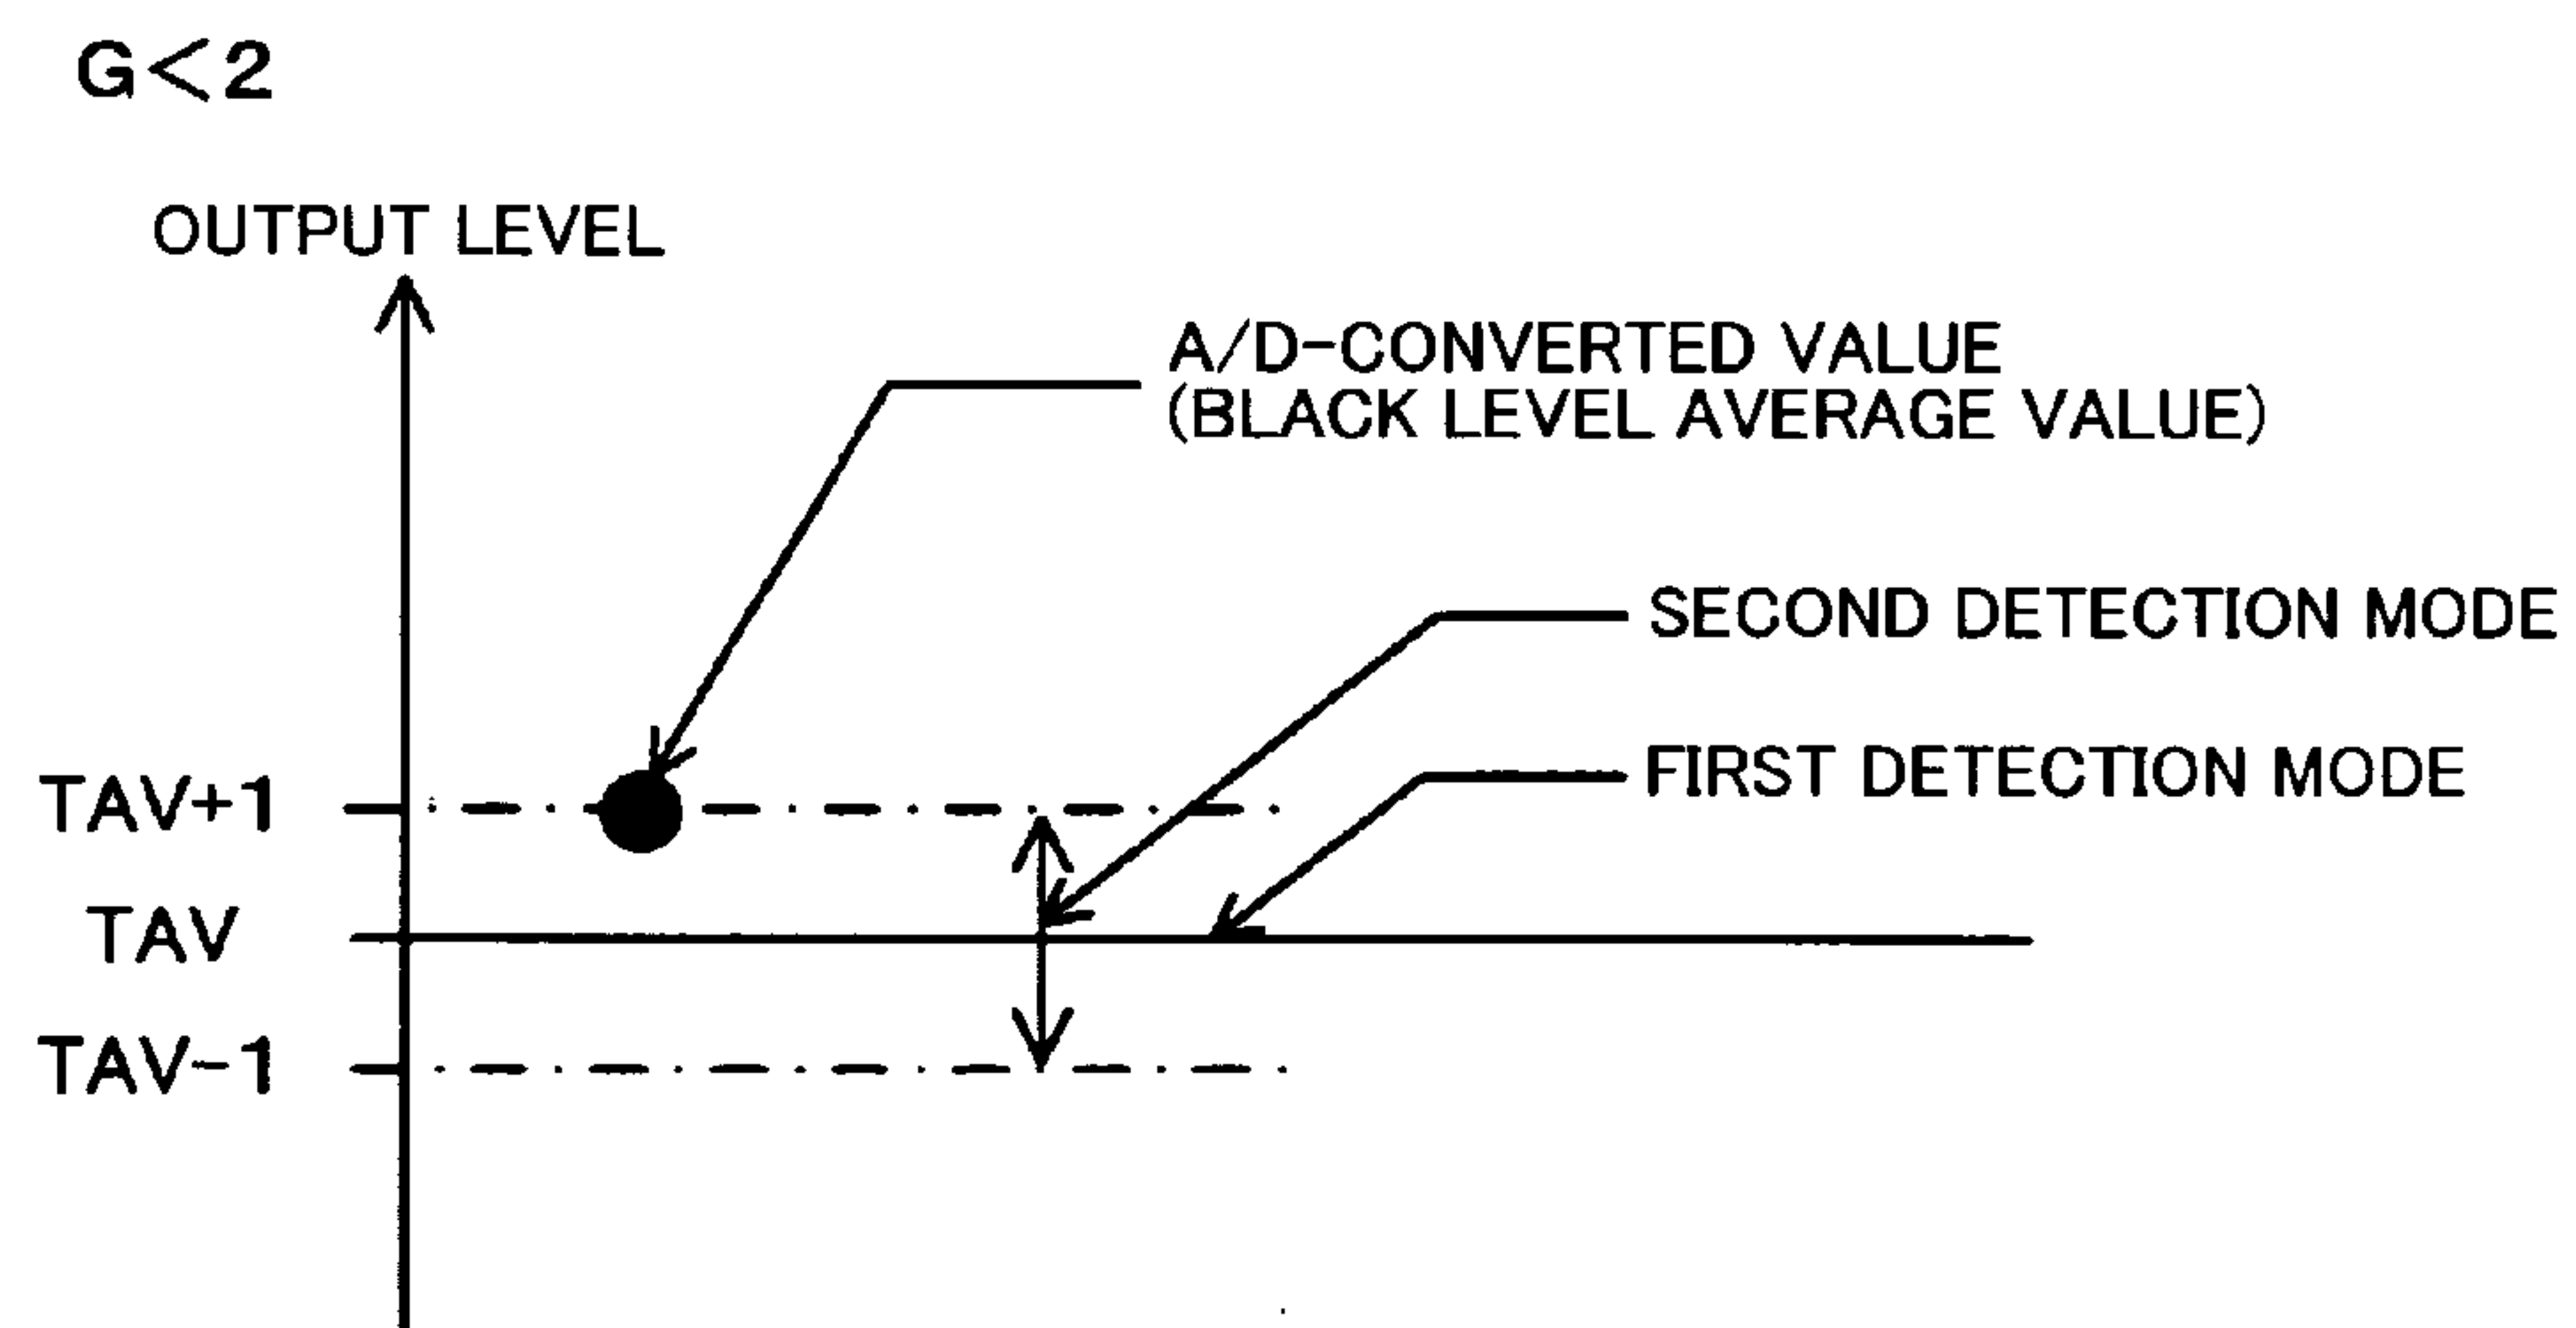 G<2
OUTPUT LEVEL
A/D-CONVERTED VALUE
(BLACK LEVEL AVERAGE VALUE)
SECOND DETECTION MODE
FIRST DETECTION MODE
TAV+1
TAV
TAV-1